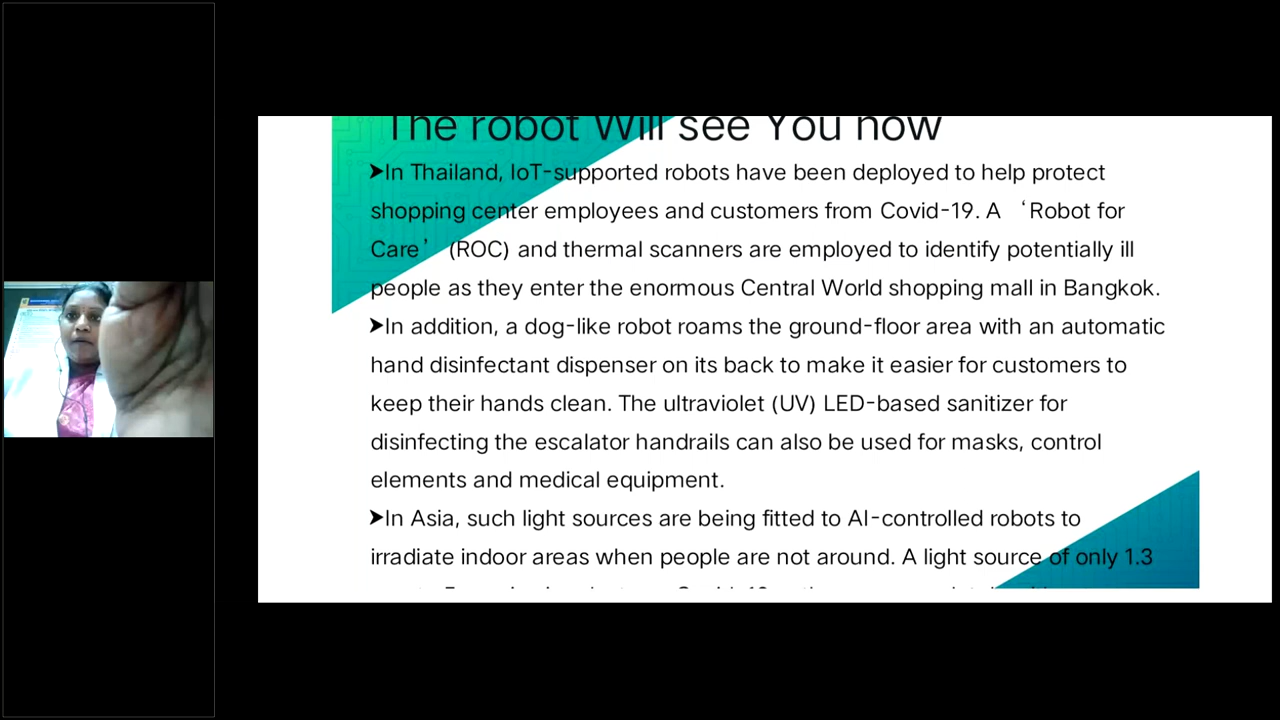 The robot Will see You now
➤In Thailand, IoT-supported robots have been deployed to help protect
shopping center employees and customers from Covid-19. A ‘Robot for
Care’ (ROC) and thermal scanners are employed to identify potentially ill
people as they enter the enormous Central World shopping mall in Bangkok.
➤In addition, a dog-like robot roams the ground-floor area with an automatic
hand disinfectant dispenser on its back to make it easier for customers to
keep their hands clean. The ultraviolet (UV) LED-based sanitizer for
disinfecting the escalator handrails can also be used for masks, control
elements and medical equipment.
➤In Asia, such light sources are being fitted to AI-controlled robots to
irradiate indoor areas when people are not around. A light source of only 1.3